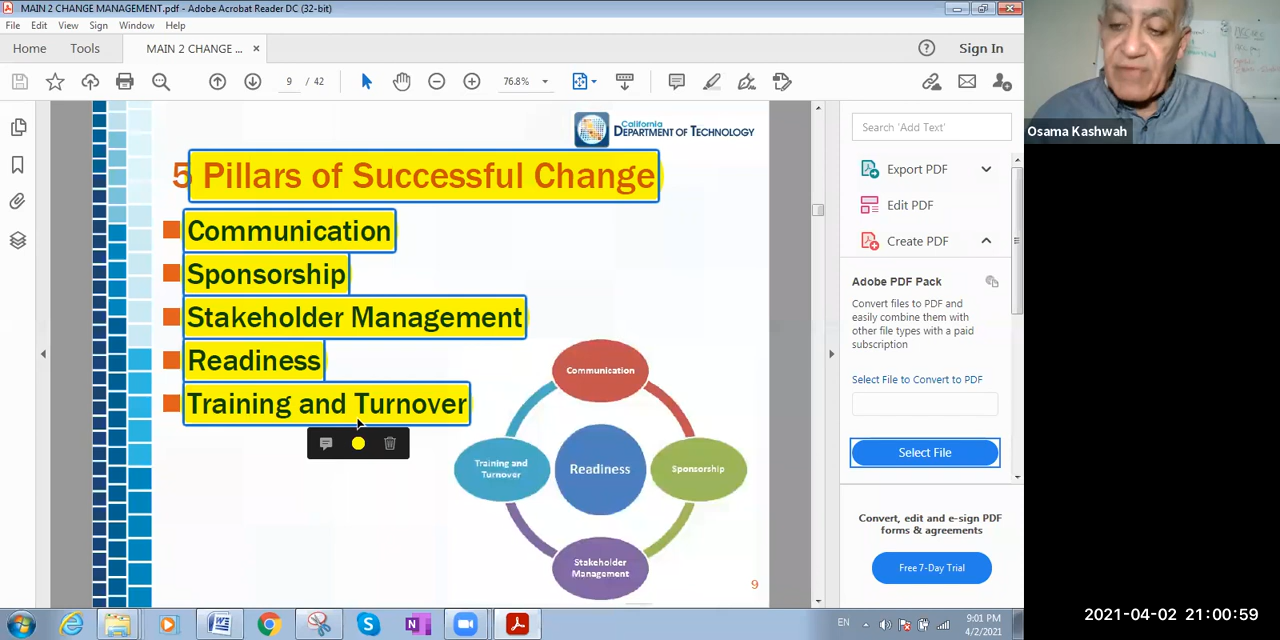 MAIN 2 CHANGE MANAGEMENT.pdf - Adobe Acrobat Reader DC (32-bit)
File Edit View Sign Window Help
Home Tools MAIN 2 CHANGE ... × Sign In
9 / 42 76.8%
California
DEPARTMENT OF TECHNOLOGY
5 Pillars of Successful Change
Communication
Sponsorship
Stakeholder Management
Readiness
Training and Turnover
Communication
Training and
Turnover
Readiness
Sponsorship
Stakeholder
Management
9
Search 'Add Text'
Export PDF
Edit PDF
Create PDF
Adobe PDF Pack
Convert files to PDF and
easily combine them with
other file types with a paid
subscription
Select File to Convert to PDF
Select File
Convert, edit and e-sign PDF
forms & agreements
Free 7-Day Trial
Osama Kashwah
EN
9:01 PM
4/2/2021
2021-04-02 21:00:59